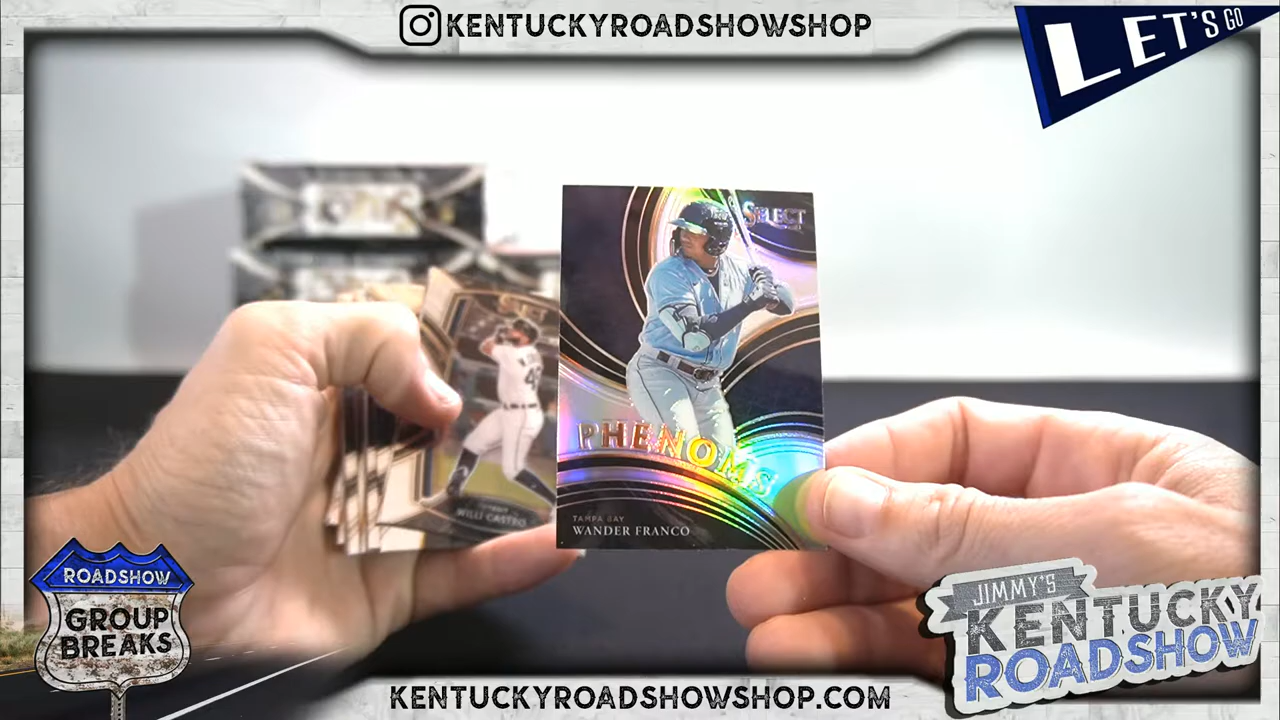 KENTUCKYROADSHOWSHOP
LET'S GO
SELECT
PHENOMS
TAMPA BAY
WANDER FRANCO
WILLI CASTRO
ROADSHOW
GROUP
BREAKS
JIMMY'S
KENTUCKY
ROADSHOW
KENTUCKYROADSHOWSHOP.COM